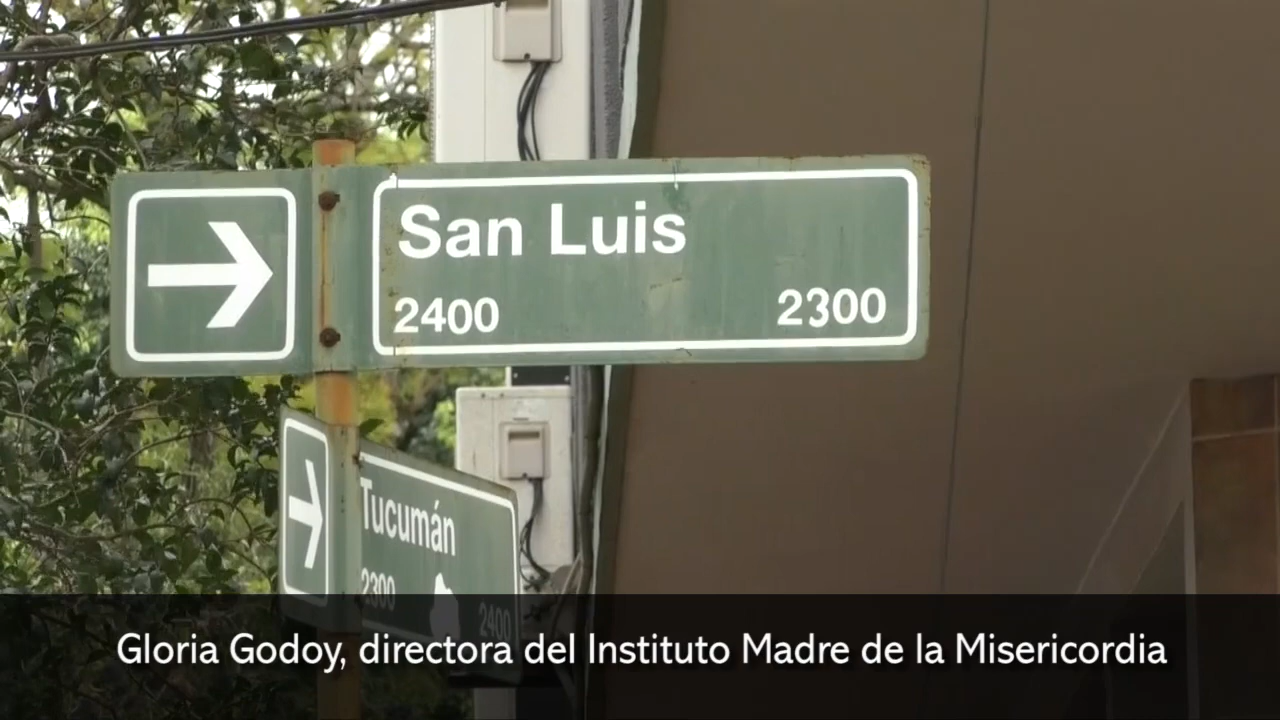 San Luis
2400 2300
Tucumán
2300 2400
Gloria Godoy, directora del Instituto Madre de la Misericordia